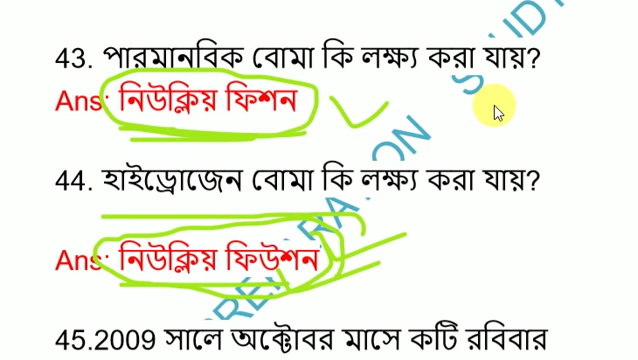 43. পারমানবিক বোমা কি লক্ষ্য করা যায়?
Ans: নিউক্লিয় ফিশন
44. হাইড্রোজেন বোমা কি লক্ষ্য করা যায়?
Ans: নিউক্লিয় ফিউশন
45.2009 সালে অক্টোবর মাসে কটি রবিবার